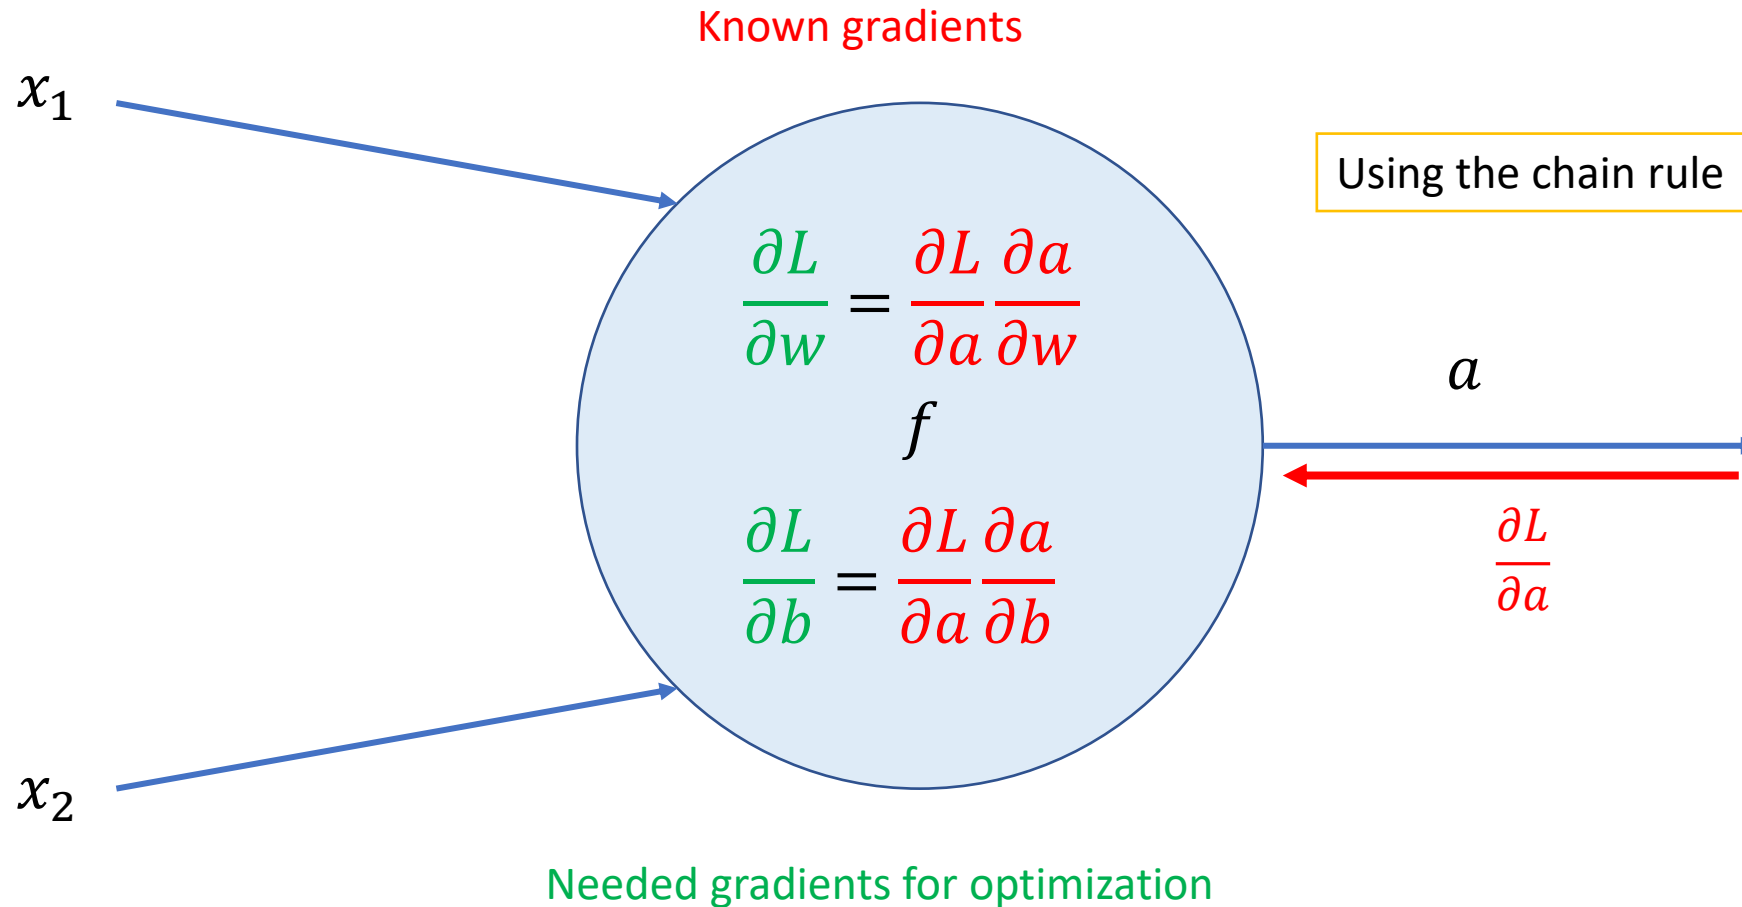 Known gradients
x₁
Using the chain rule
∂L/∂w = ∂L/∂a ∂a/∂w
a
f
∂L/∂b = ∂L/∂a ∂a/∂b
∂L/∂a
x₂
Needed gradients for optimization